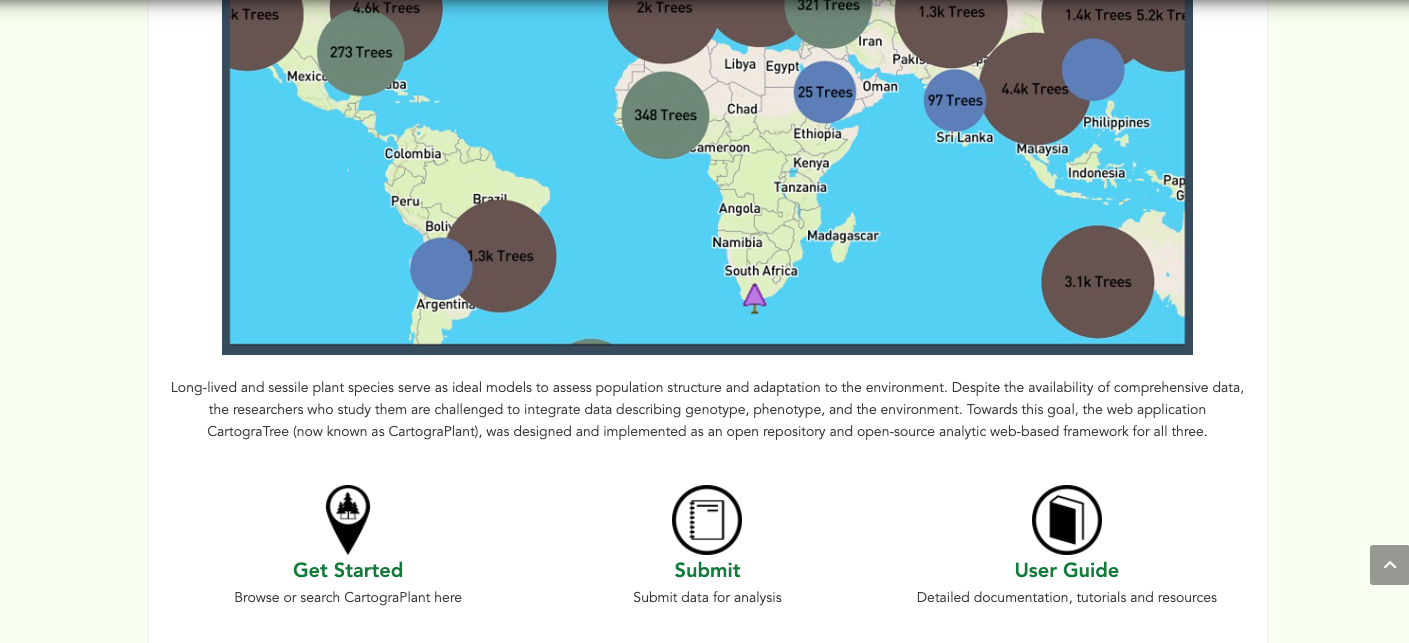 k Trees
4.6k Trees
2k Trees
321 Trees
1.3k Trees
1.4k Trees
5.2k Tre
273 Trees
Iran
Libya
Egypt
Mexic
25 Trees
Oman
4.4k Trees
97 Trees
348 Trees
Chad
Ethiopia
Philippines
Sri Lanka
ameroon
Malaysia
Colombia
Kenya
Indonesia
Tanzania
Pap
G
Peru
Brazil
Angola
Boliv
Namibia
Madagascar
1.3k Trees
South Africa
3.1k Trees
Argentina
Long-lived and sessile plant species serve as ideal models to assess population structure and adaptation to the environment. Despite the availability of comprehensive data,
the researchers who study them are challenged to integrate data describing genotype, phenotype, and the environment. Towards this goal, the web application
CartograTree (now known as CartograPlant), was designed and implemented as an open repository and open-source analytic web-based framework for all three.
Get Started
Browse or search CartograPlant here
Submit
Submit data for analysis
User Guide
Detailed documentation, tutorials and resources